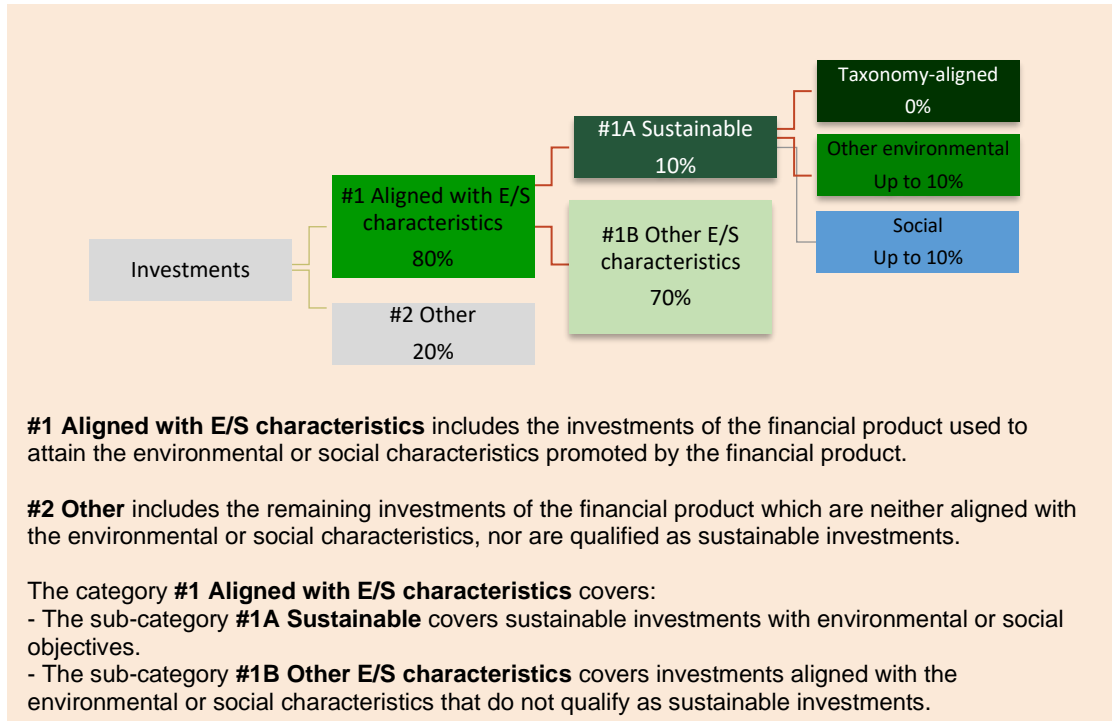 Taxonomy-aligned
0%
#1A Sustainable
10%
Other environmental
Up to 10%
#1 Aligned with E/S
characteristics
80%
#1B Other E/S
characteristics
70%
Social
Up to 10%
Investments
#2 Other
20%
#1 Aligned with E/S characteristics includes the investments of the financial product used to
attain the environmental or social characteristics promoted by the financial product.
#2 Other includes the remaining investments of the financial product which are neither aligned with
the environmental or social characteristics, nor are qualified as sustainable investments.
The category #1 Aligned with E/S characteristics covers:
- The sub-category #1A Sustainable covers sustainable investments with environmental or social
objectives.
- The sub-category #1B Other E/S characteristics covers investments aligned with the
environmental or social characteristics that do not qualify as sustainable investments.